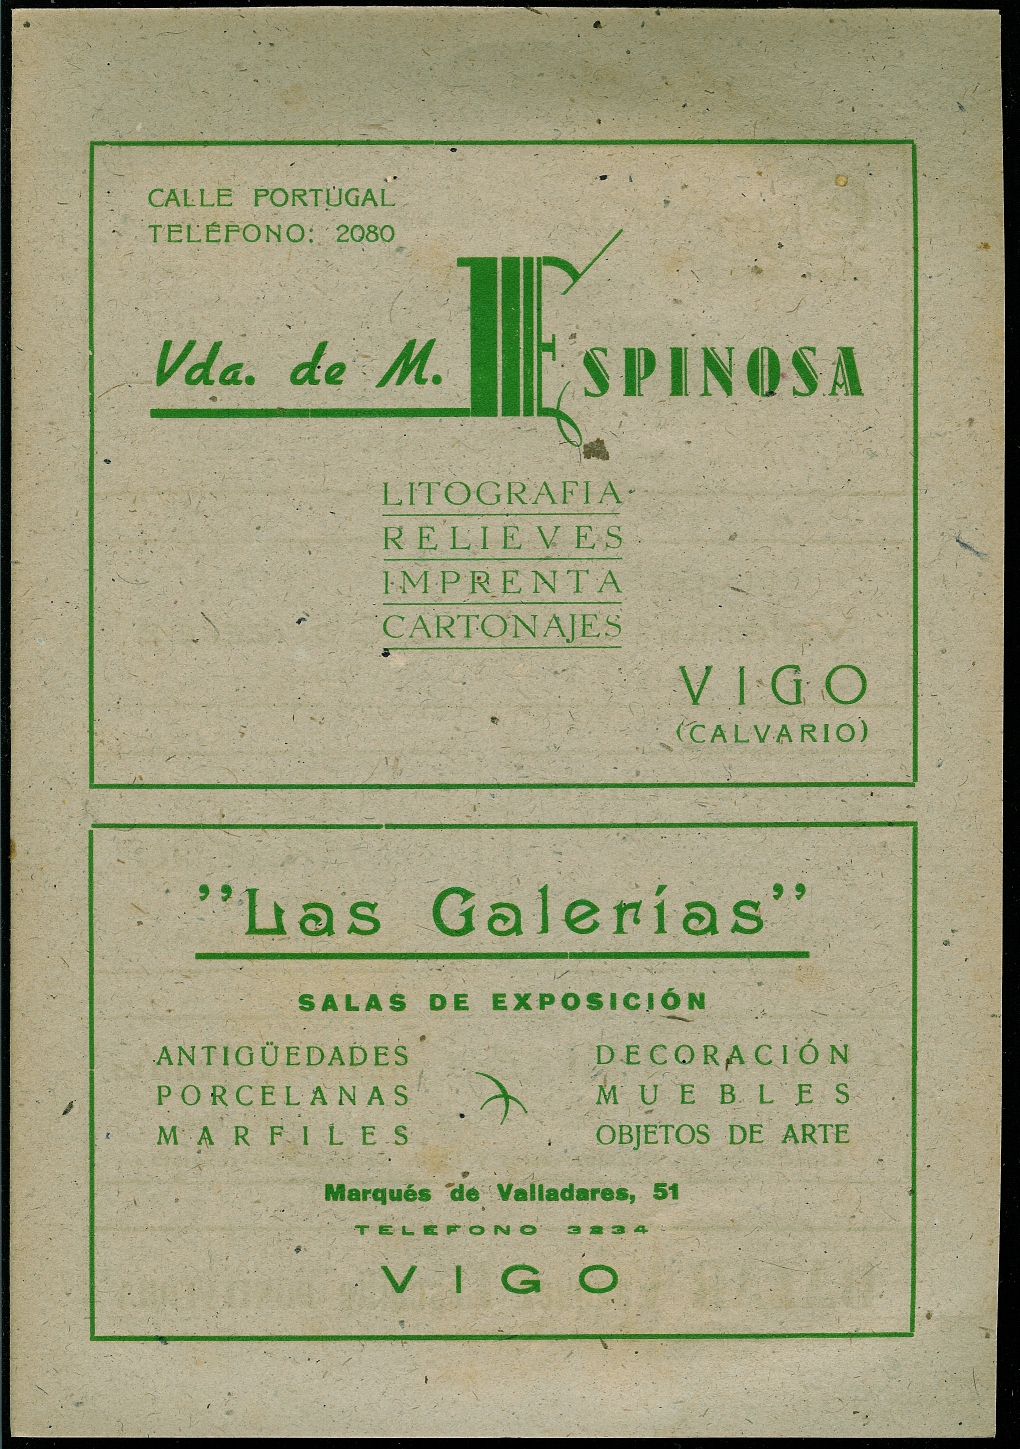 CALLE PORTUGAL
TELÉFONO: 2080
Vda. de M. ESPINOSA
LITOGRAFIA
RELIEVES
IMPRENTA
CARTONAJES
VIGO
(CALVARIO)
"Las Galerías"
SALAS DE EXPOSICIÓN
ANTIGÜEDADES
PORCELANAS
MARFILES
DECORACIÓN
MUEBLES
OBJETOS DE ARTE
Marqués de Valladares, 51
TELEFONO 3234
VIGO